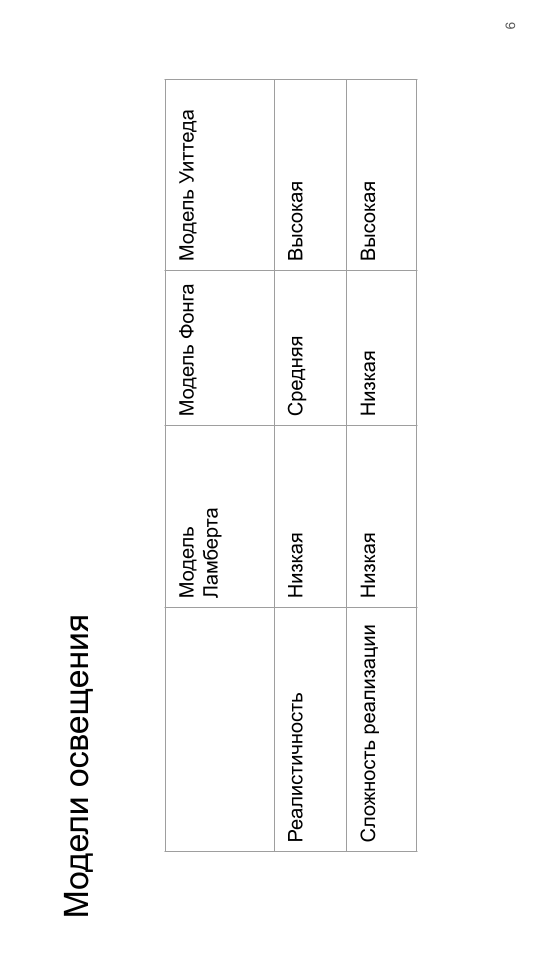 Модели освещения
Модель
Ламберта
Модель Фонга
Модель Уиттеда
Реалистичность
Низкая
Средняя
Высокая
Сложность реализации
Низкая
Низкая
Высокая
6